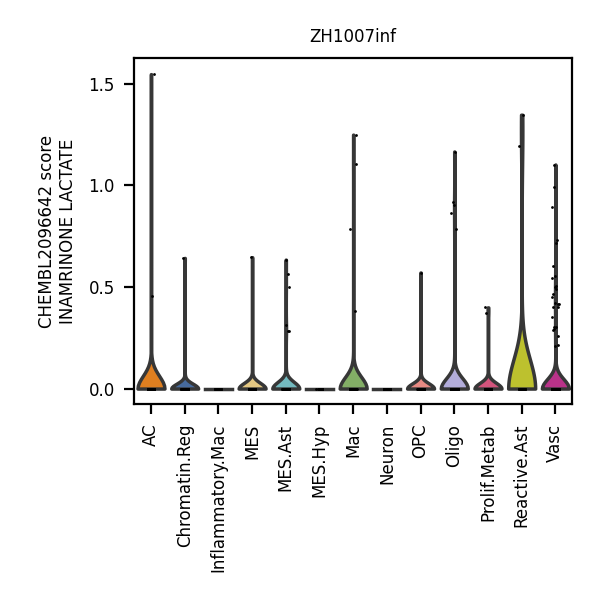 ZH1007inf
CHEMBL2096642 score
INAMRINONE LACTATE
1.5
1.0
0.5
0.0
AC
Chromatin.Reg
Inflammatory.Mac
MES
MES.Ast
MES.Hyp
Mac
Neuron
OPC
Oligo
Prolif.Metab
Reactive.Ast
Vasc